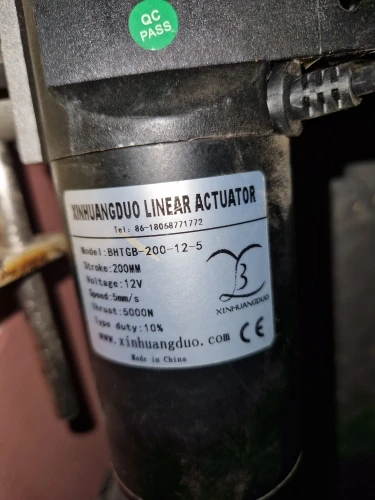 QC
PASS
XINHUANGDUO LINEAR ACTUATOR
Tel: 86-18068771772
Model:BHTGB-200-12-5
Stroke:200MM
Voltage:12V
Speed:5mm/s
Thrust:5000N
Type duty:10%
XINHUANGDUO
www.xinhuangduo.com CE
Made in China